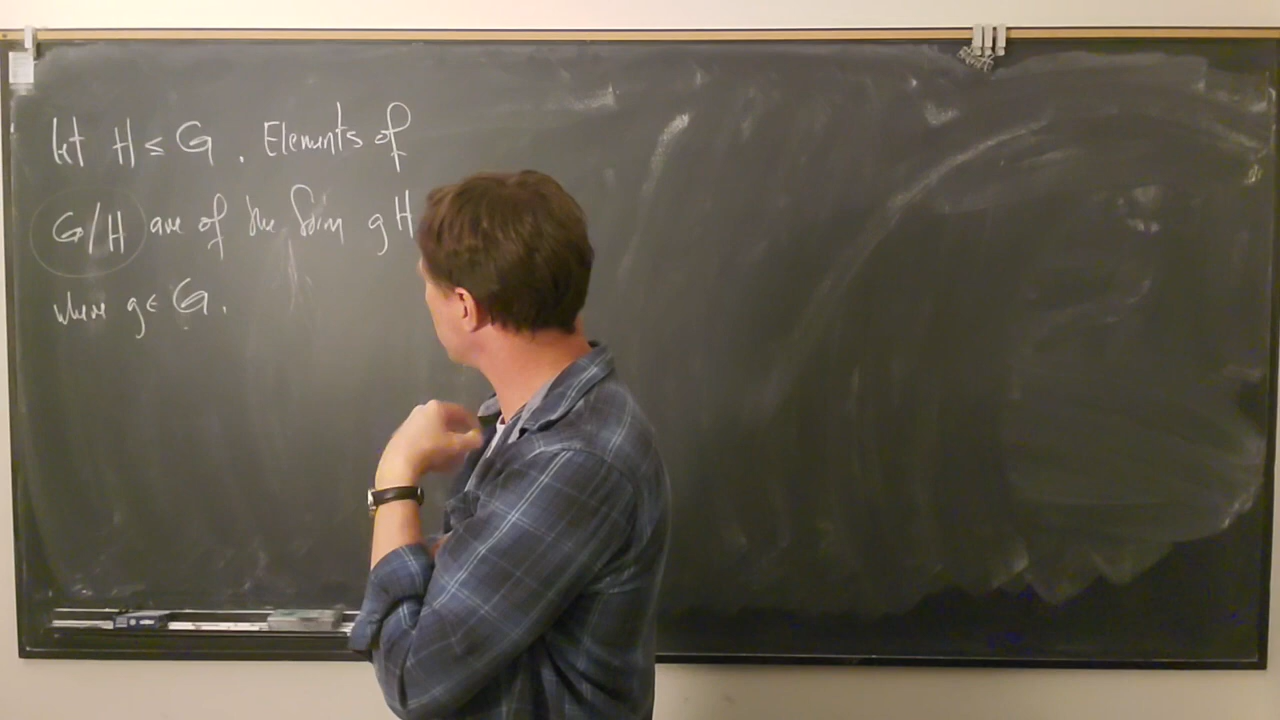 let H ≤ G. Elements of
G/H are of the form gH
where g ∈ G.